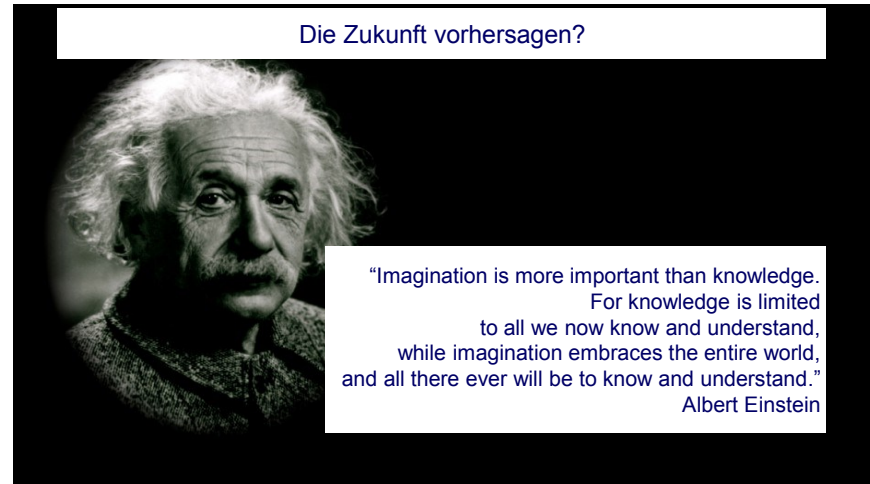 Die Zukunft vorhersagen?
“Imagination is more important than knowledge.
For knowledge is limited
to all we now know and understand,
while imagination embraces the entire world,
and all there ever will be to know and understand.”
Albert Einstein